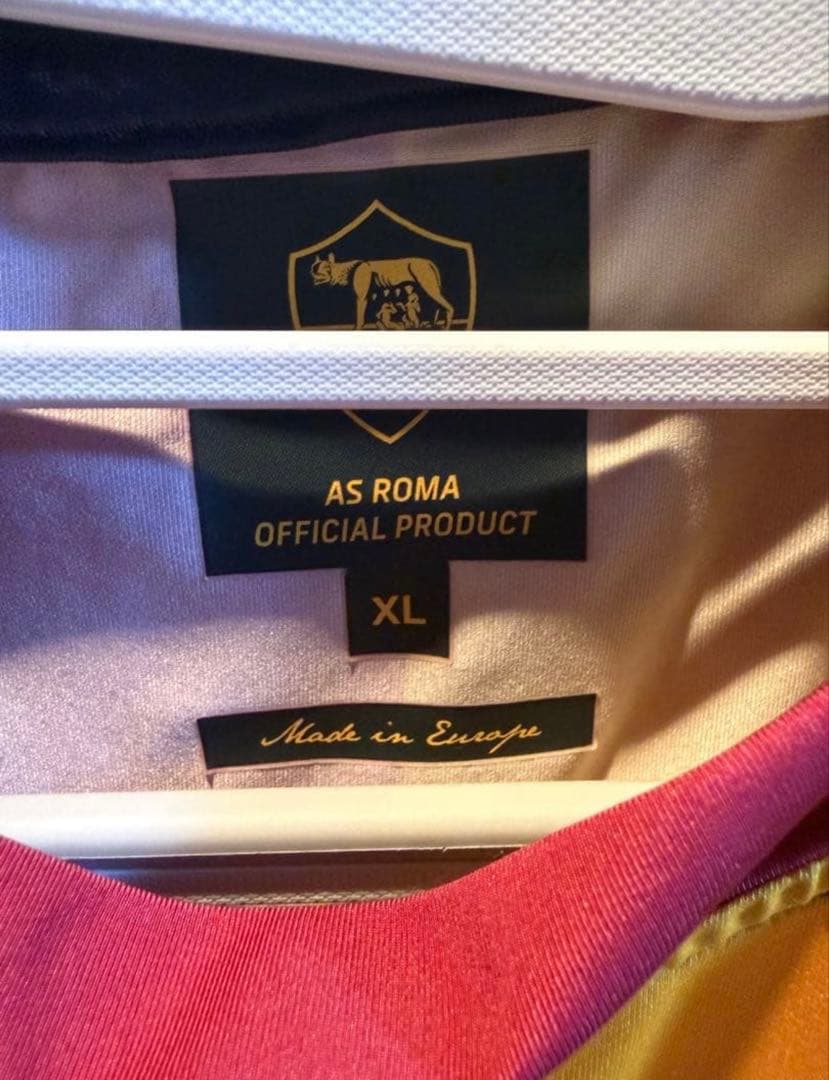 AS ROMA
OFFICIAL PRODUCT
XL
Made in Europe